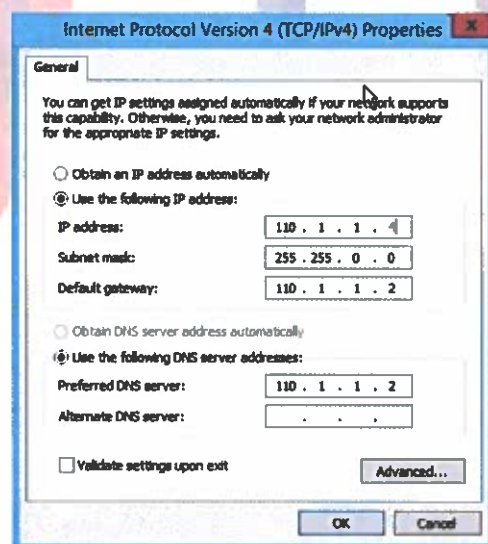 Internet Protocol Version 4 (TCP/IPv4) Properties
x
General
You can get IP settings assigned automatically if your network supports
this capability. Otherwise, you need to ask your network administrator
for the appropriate IP settings.
Obtain an IP address automatically
Use the following IP address:
IP address: 110 . 1 . 1 . 4
Subnet mask: 255 . 255 . 0 . 0
Default gateway: 110 . 1 . 1 . 2
Obtain DNS server address automatically
Use the following DNS server addresses:
Preferred DNS server: 110 . 1 . 1 . 2
Alternate DNS server: . . .
Validate settings upon exit
Advanced...
OK Cancel